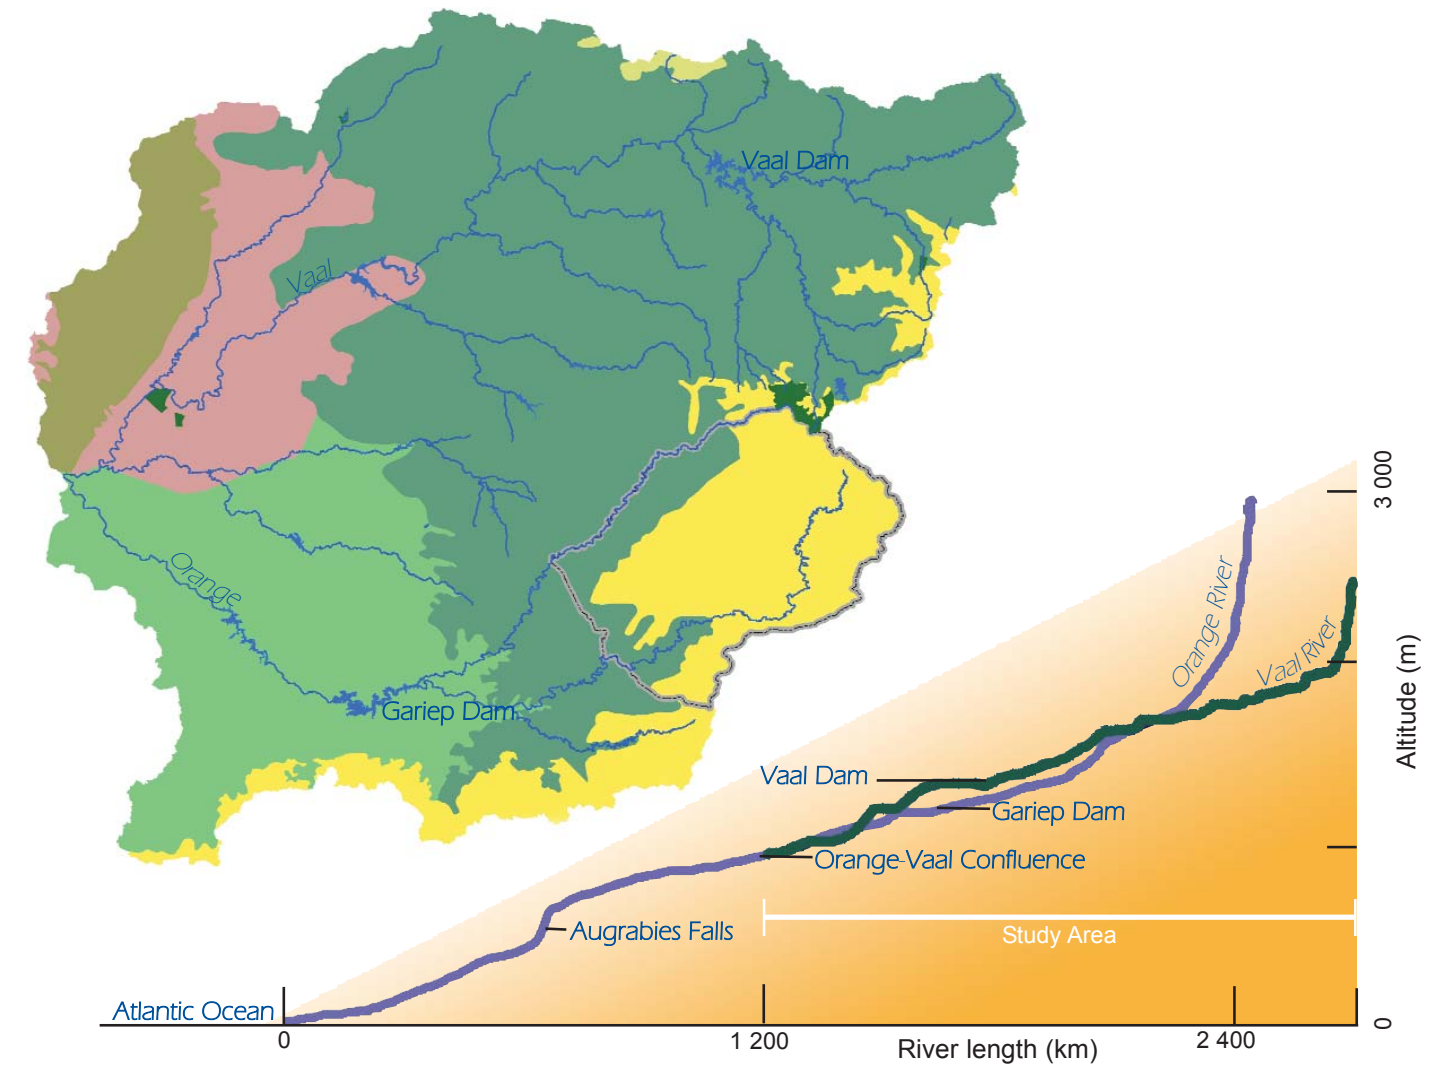 Vaal Dam
Vaal
Orange
Gariep Dam
3 000
Orange River
Vaal River
Altitude (m)
Vaal Dam
Gariep Dam
Orange-Vaal Confluence
Augrabies Falls
Study Area
Atlantic Ocean
0
0
1 200
2 400
River length (km)